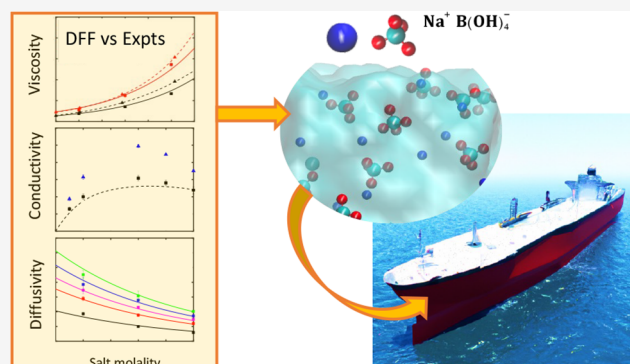 DFF vs Expts
Viscosity
Conductivity
Diffusivity
Salt molality
Na⁺ B(OH)₄⁻